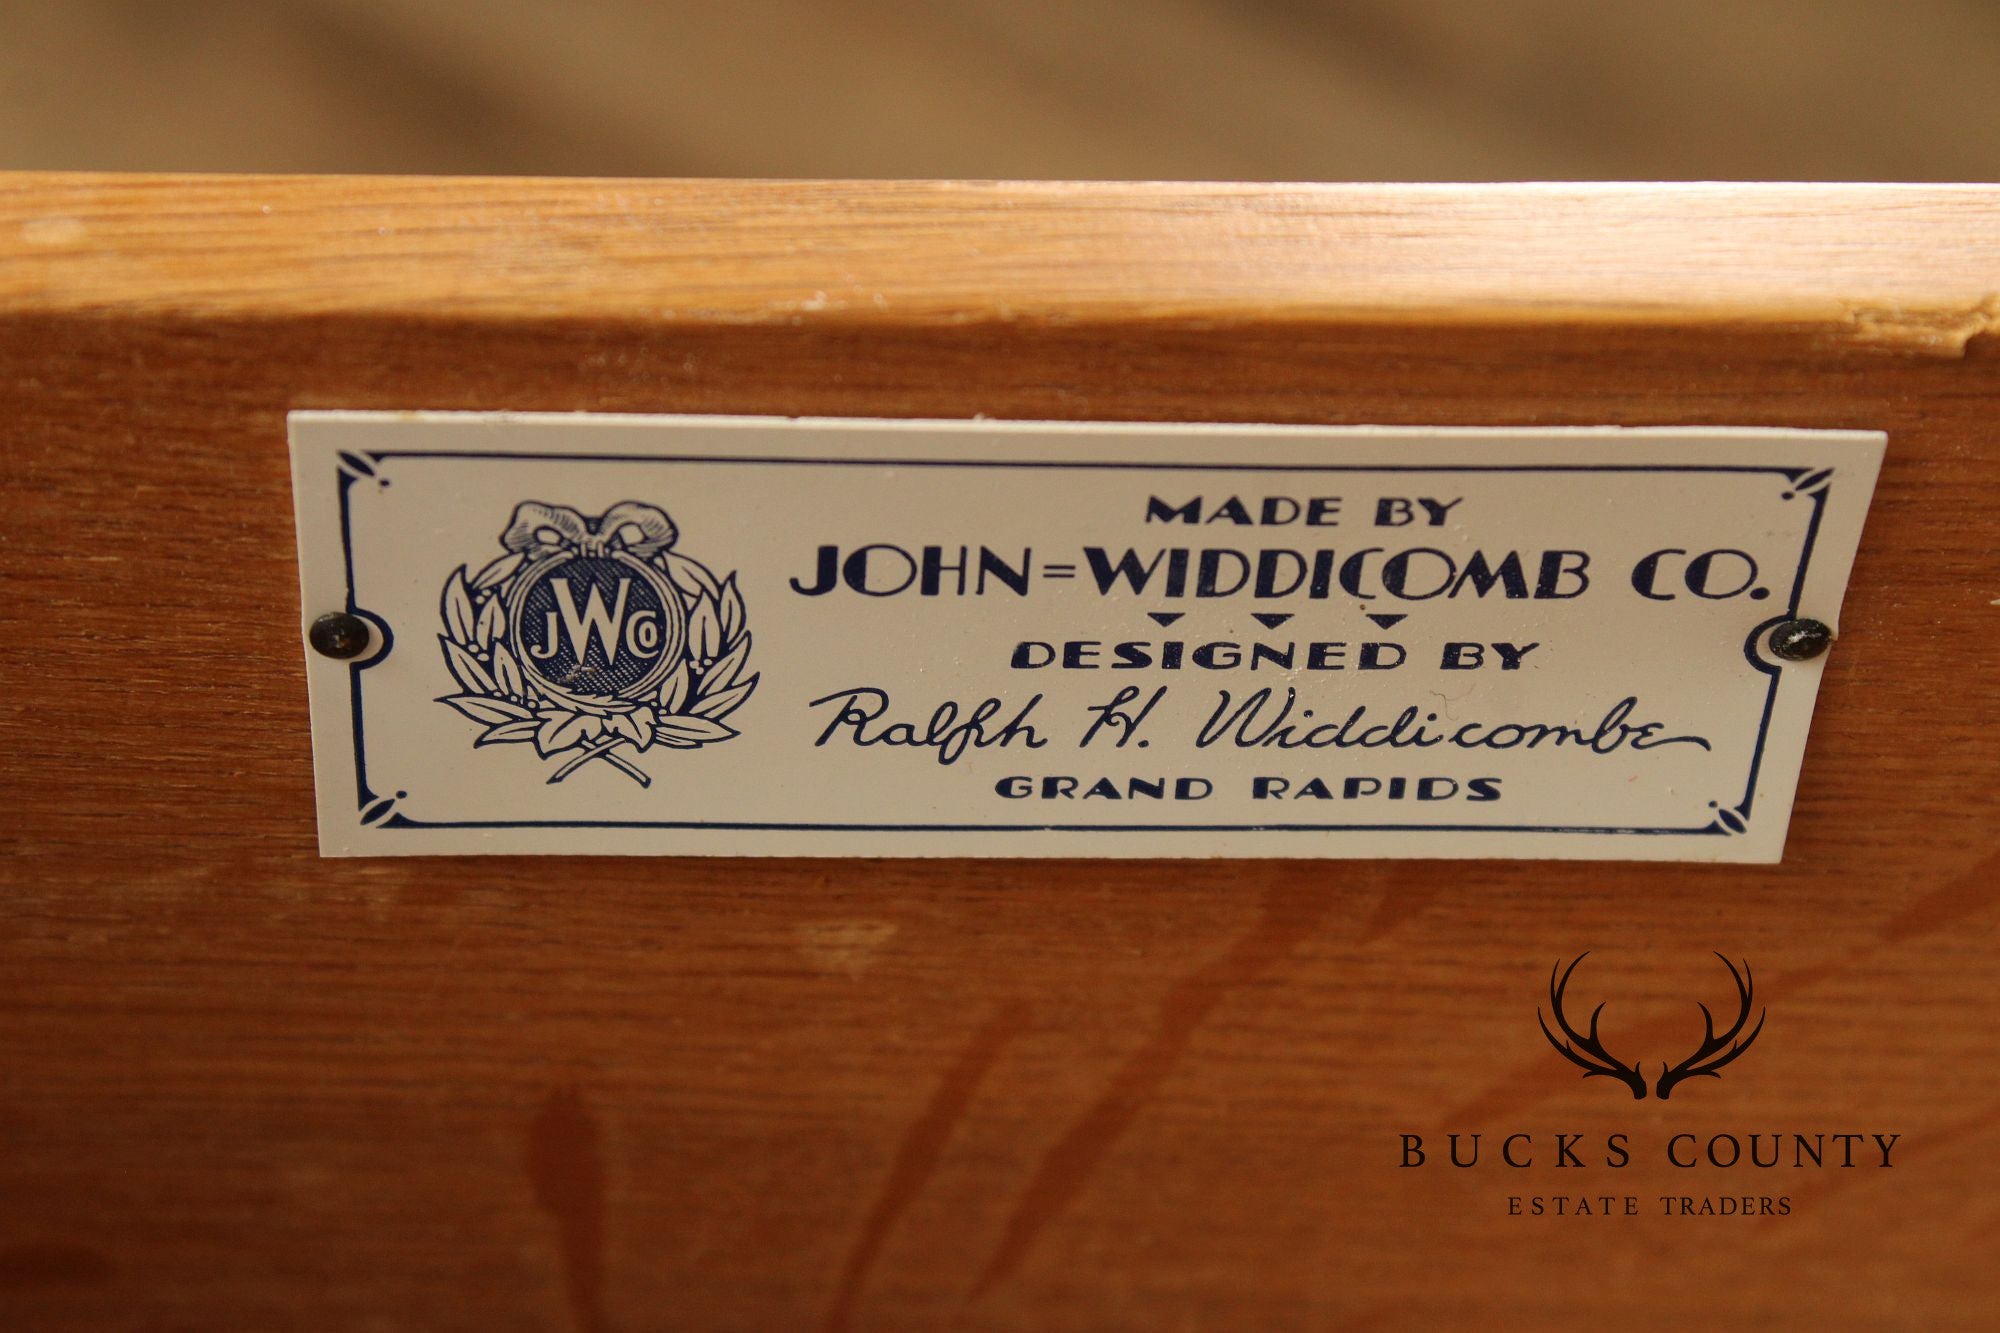 MADE BY
JOHN=WIDDICOMB CO.
DESIGNED BY
Ralph H. Widdicombe
GRAND RAPIDS
JWCO
BUCKS COUNTY
ESTATE TRADERS